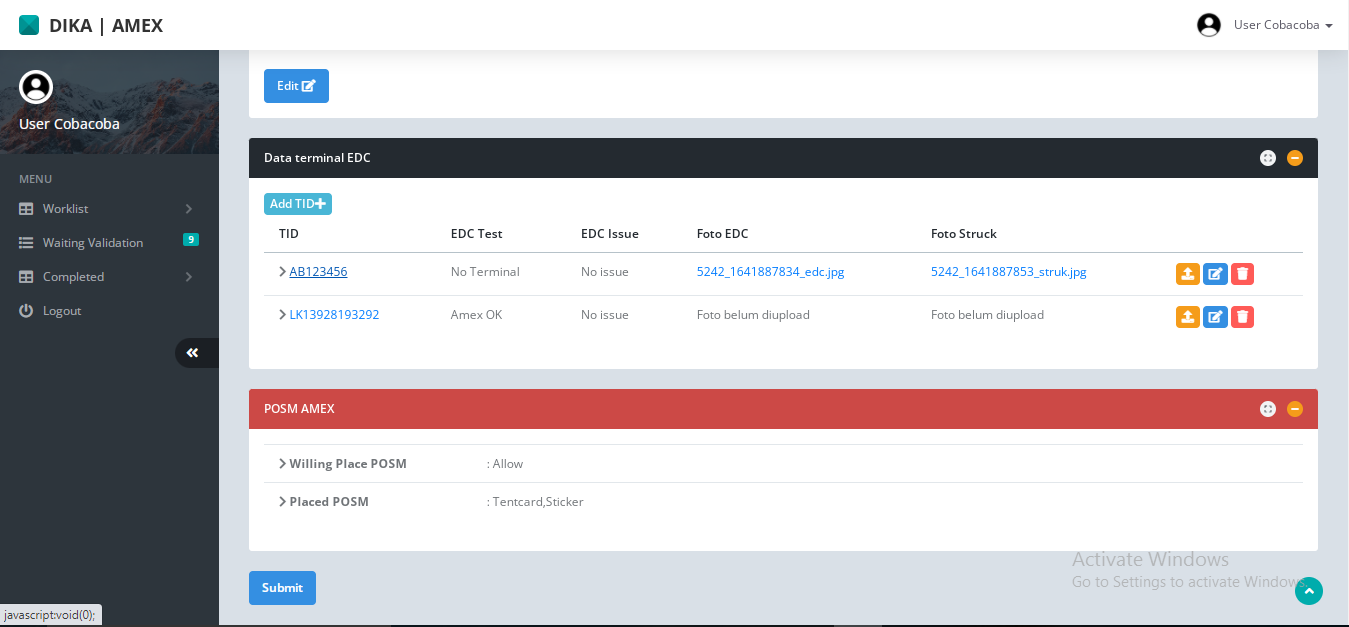 DIKA | AMEX
User Cobacoba
User Cobacoba
MENU
Worklist
Waiting Validation 9
Completed
Logout
Edit
Data terminal EDC
Add TID+
TID EDC Test EDC Issue Foto EDC Foto Struck
AB123456 No Terminal No issue 5242_1641887834_edc.jpg 5242_1641887853_struk.jpg
LK13928193292 Amex OK No issue Foto belum diupload Foto belum diupload
POSM AMEX
Willing Place POSM : Allow
Placed POSM : Tentcard,Sticker
Submit
Activate Windows
Go to Settings to activate Windows.
javascript:void(0);